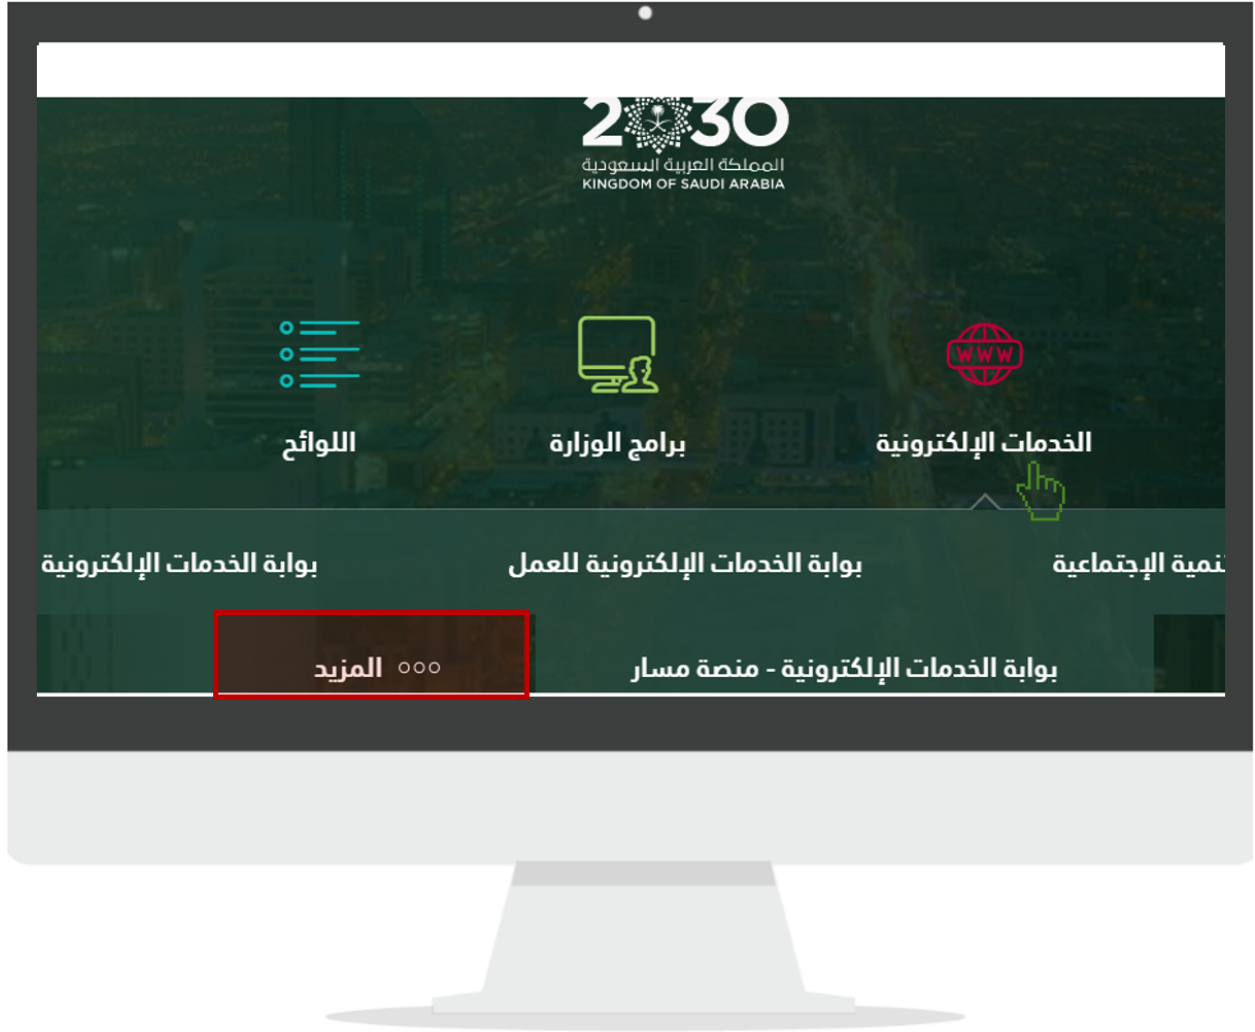 2030
المملكة العربية السعودية
KINGDOM OF SAUDI ARABIA
WWW
الخدمات الإلكترونية
برامج الوزارة
اللوائح
الإجتماعية
بوابة الخدمات الإلكترونية للعمل
بوابة الخدمات الإلكترونية
بوابة الخدمات الإلكترونية - منصة مسار
المزيد